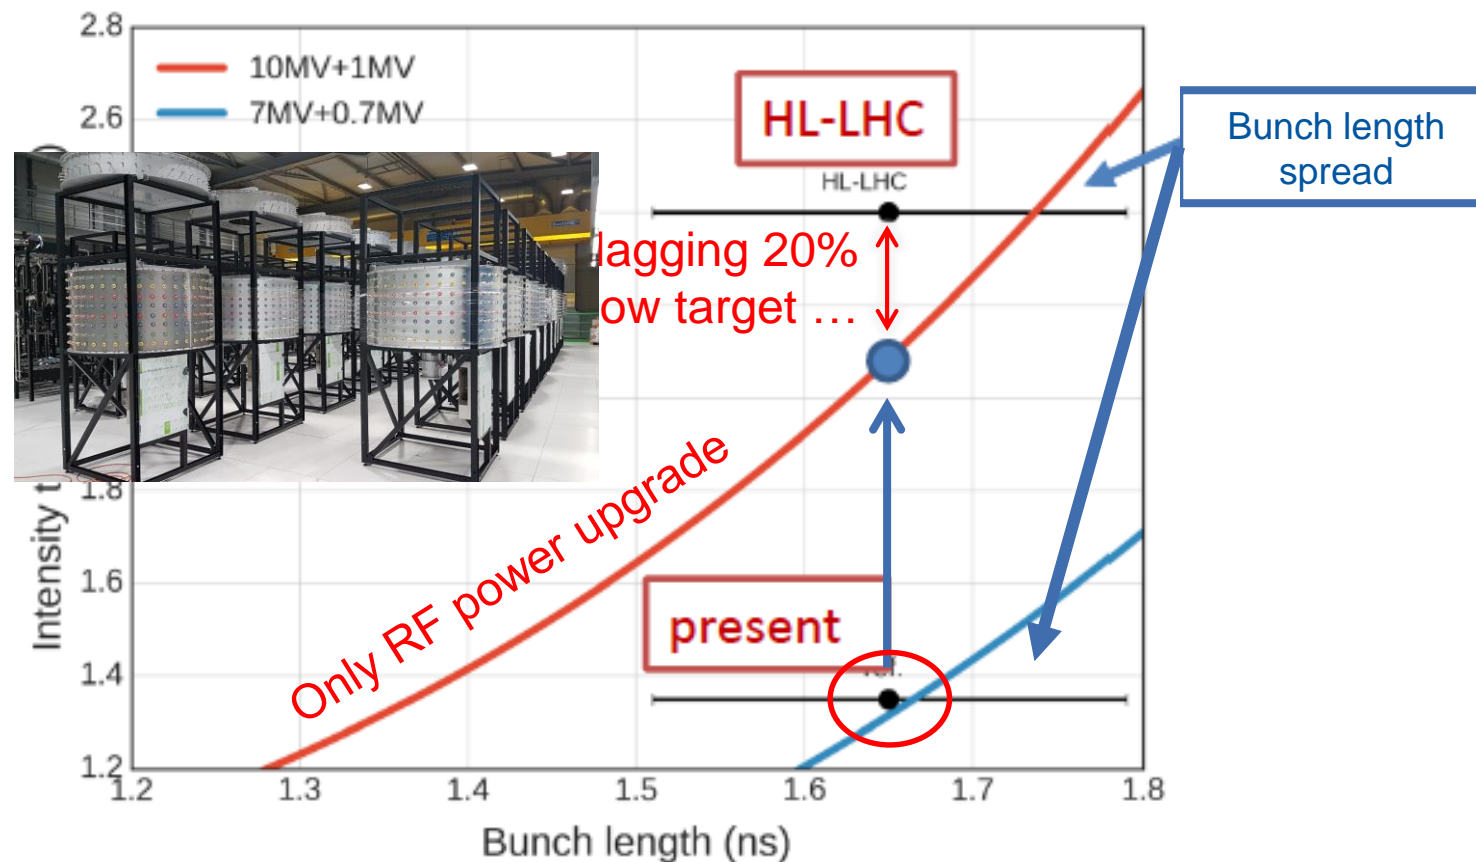 2.8
10MV+1MV
7MV+0.7MV
2.6
HL-LHC
HL-LHC
Bunch length
spread
lagging 20%
target …
1.8
Only RF power upgrade
Intensity
1.6
present
1.4
1.2
1.2
1.3
1.4
1.5
1.6
1.7
1.8
Bunch length (ns)